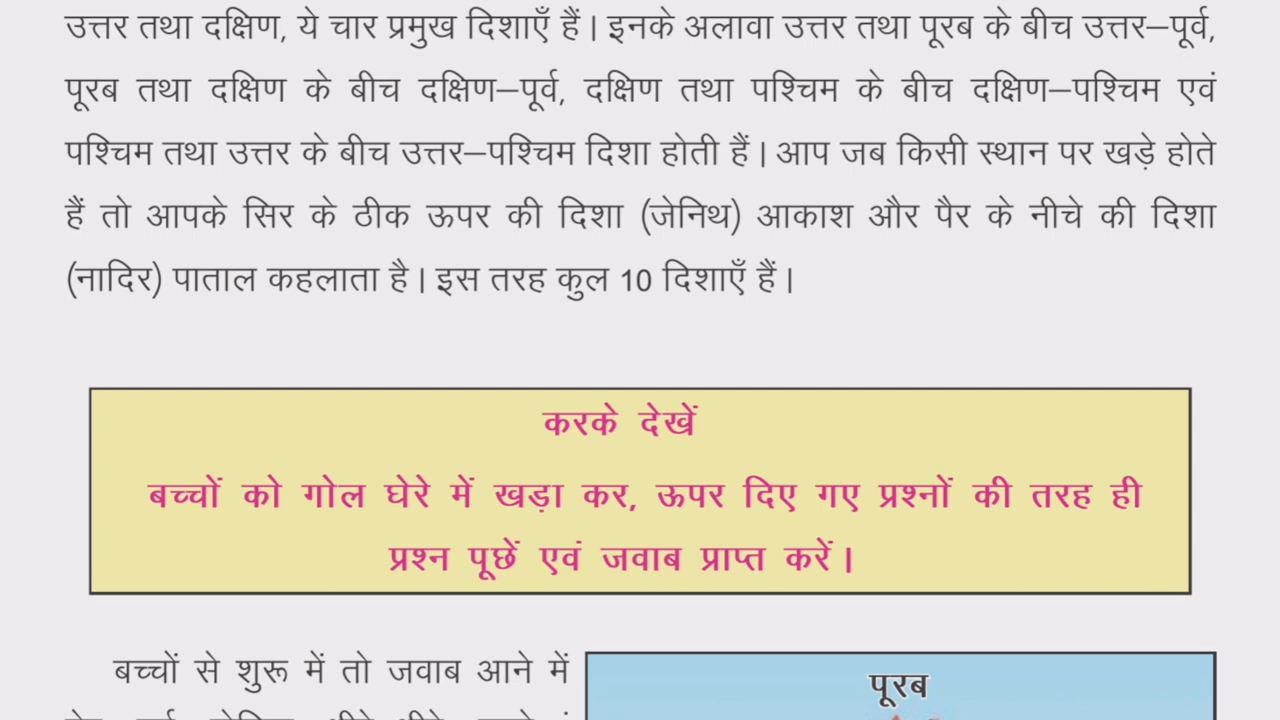 उत्तर तथा दक्षिण, ये चार प्रमुख दिशाएँ हैं। इनके अलावा उत्तर तथा पूरब के बीच उत्तर–पूर्व,
पूरब तथा दक्षिण के बीच दक्षिण–पूर्व, दक्षिण तथा पश्चिम के बीच दक्षिण–पश्चिम एवं
पश्चिम तथा उत्तर के बीच उत्तर–पश्चिम दिशा होती हैं। आप जब किसी स्थान पर खड़े होते
हैं तो आपके सिर के ठीक ऊपर की दिशा (जेनिथ) आकाश और पैर के नीचे की दिशा
(नादिर) पाताल कहलाता है। इस तरह कुल 10 दिशाएँ हैं।
करके देखें
बच्चों को गोल घेरे में खड़ा कर, ऊपर दिए गए प्रश्नों की तरह ही
प्रश्न पूछें एवं जवाब प्राप्त करें।
बच्चों से शुरू में तो जवाब आने में
पूरब